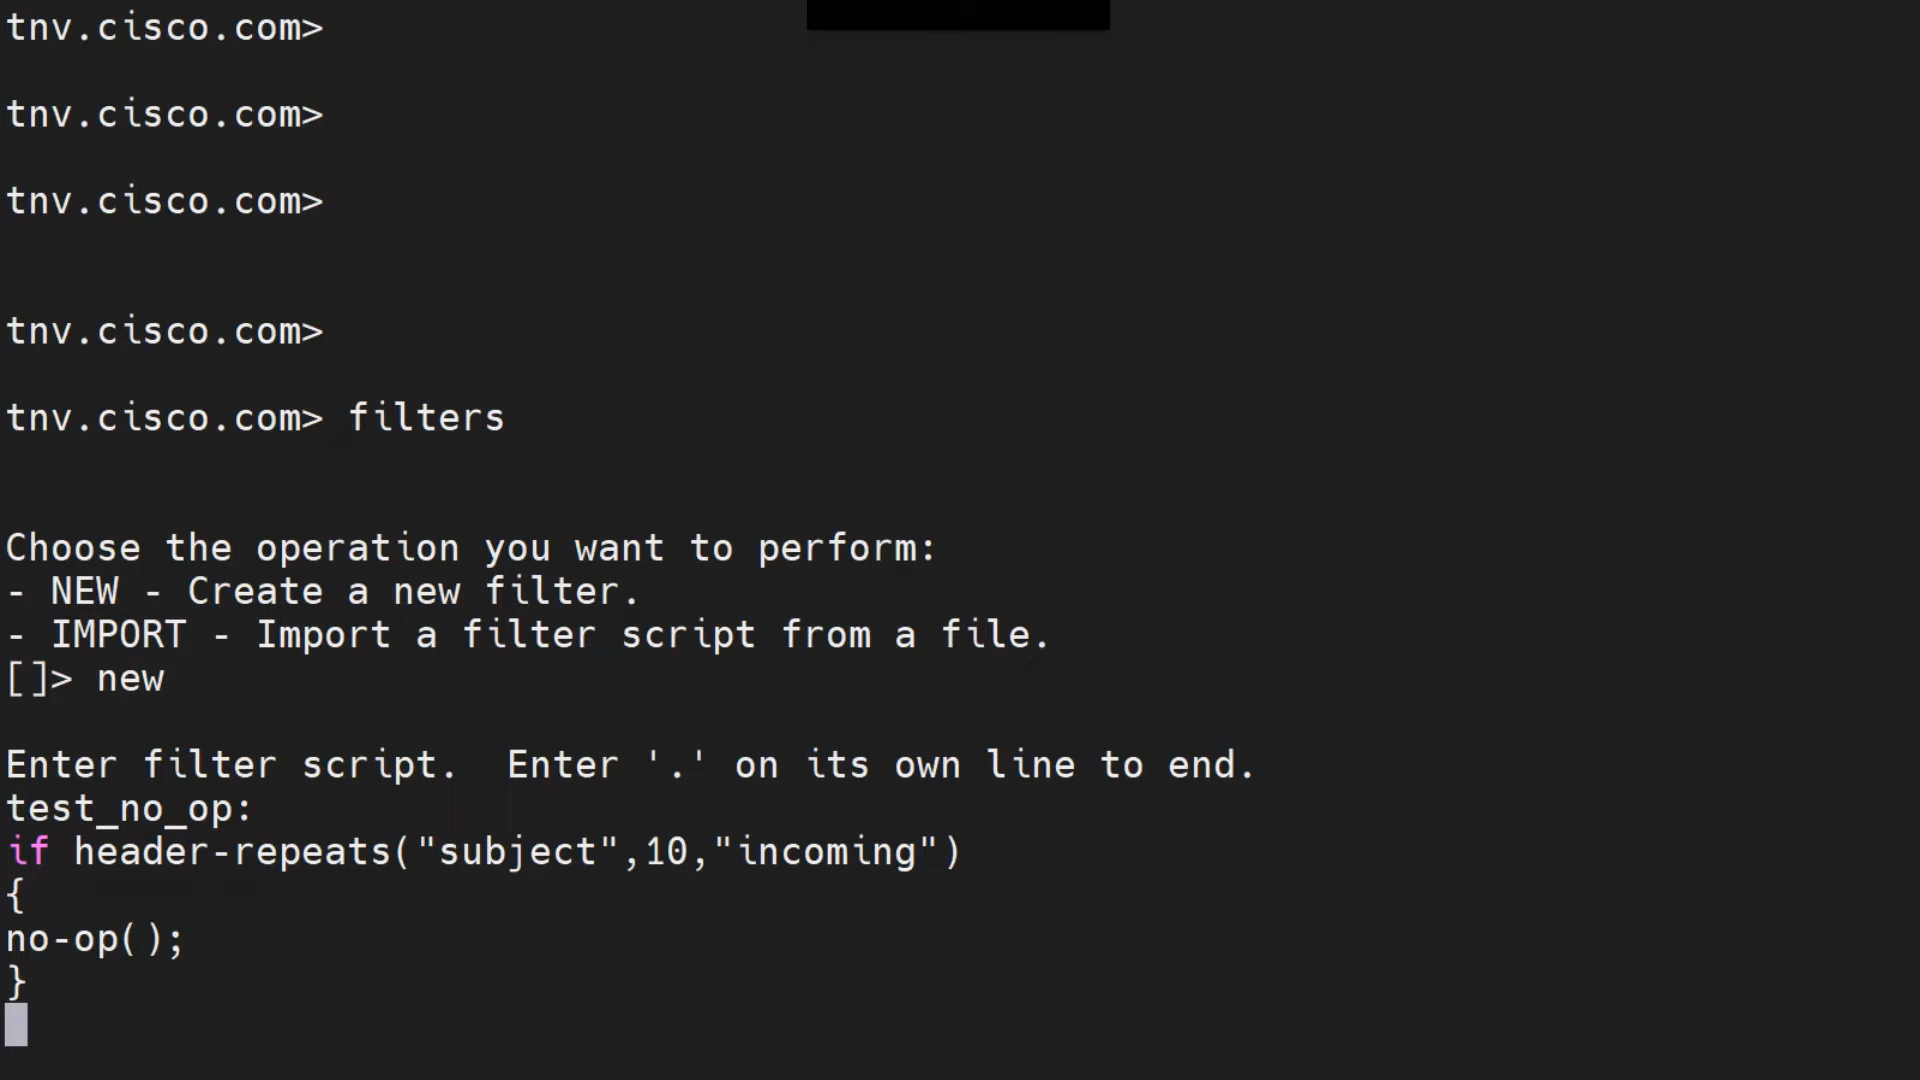 tnv.cisco.com>
tnv.cisco.com>
tnv.cisco.com>
tnv.cisco.com>
tnv.cisco.com> filters
Choose the operation you want to perform:
- NEW - Create a new filter.
- IMPORT - Import a filter script from a file.
[]> new
Enter filter script.  Enter '.' on its own line to end.
test_no_op:
if header-repeats("subject",10,"incoming")
{
no-op();
}